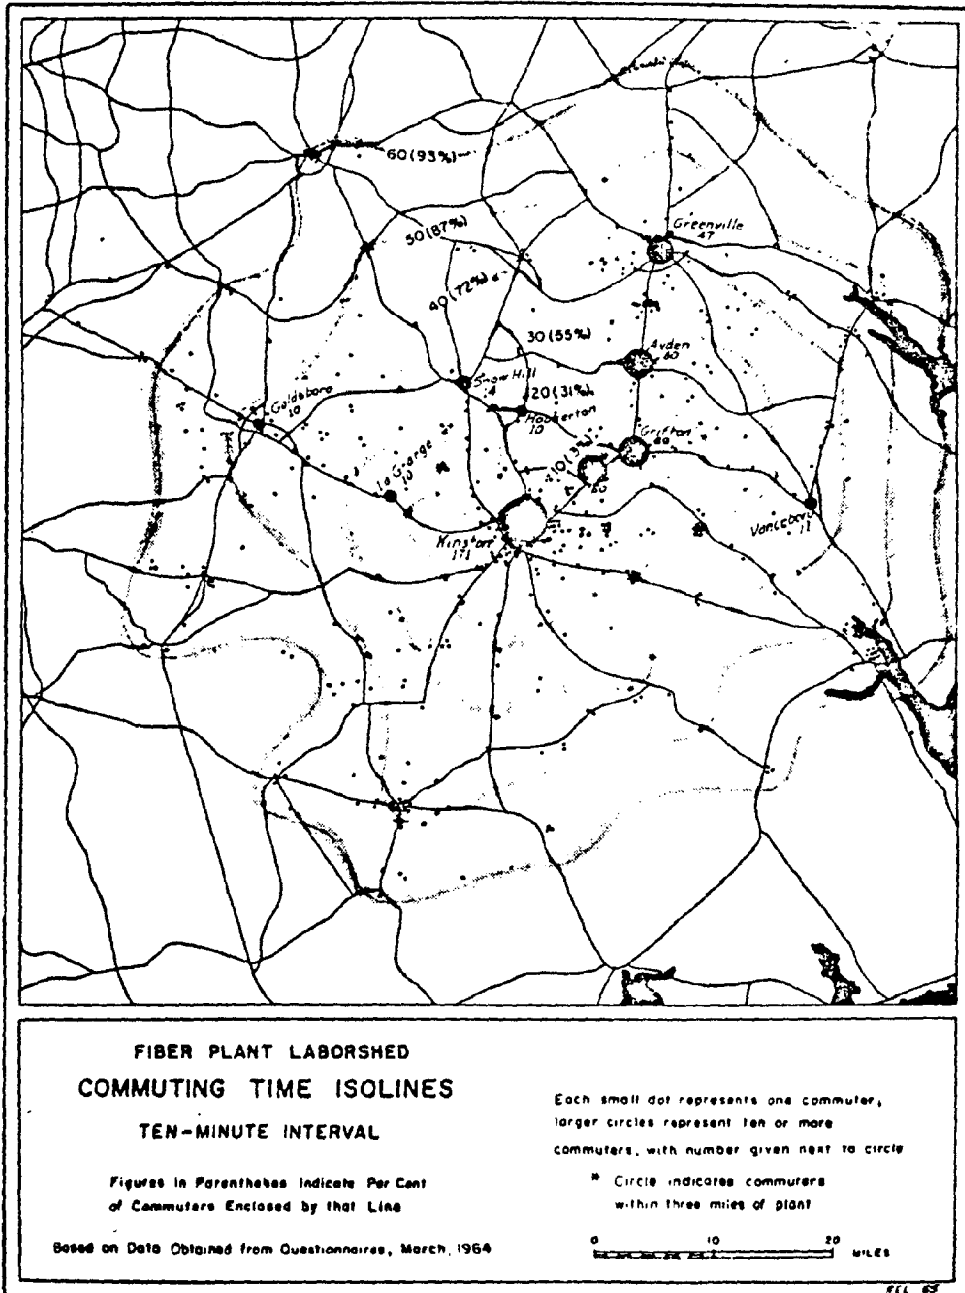 60 (93%)
50 (87%)
Greenville
47
40 (72%)
30 (55%)
Ayden
60
Snow Hill
4
20 (31%)
Hookerton
10
Goldsboro
10
Grifton
10 (3%)
La Grange
10
60
Vanceboro
11
Kinston
171
FIBER PLANT LABORSHED
COMMUTING TIME ISOLINES
TEN-MINUTE INTERVAL
Figures in Parentheses Indicate Per Cent
of Commuters Enclosed by that Line
Based on Data Obtained from Questionnaires, March, 1964
Each small dot represents one commuter,
larger circles represent ten or more
commuters, with number given next to circle
* Circle indicates commuters
within three miles of plant
0 10 20
MILES